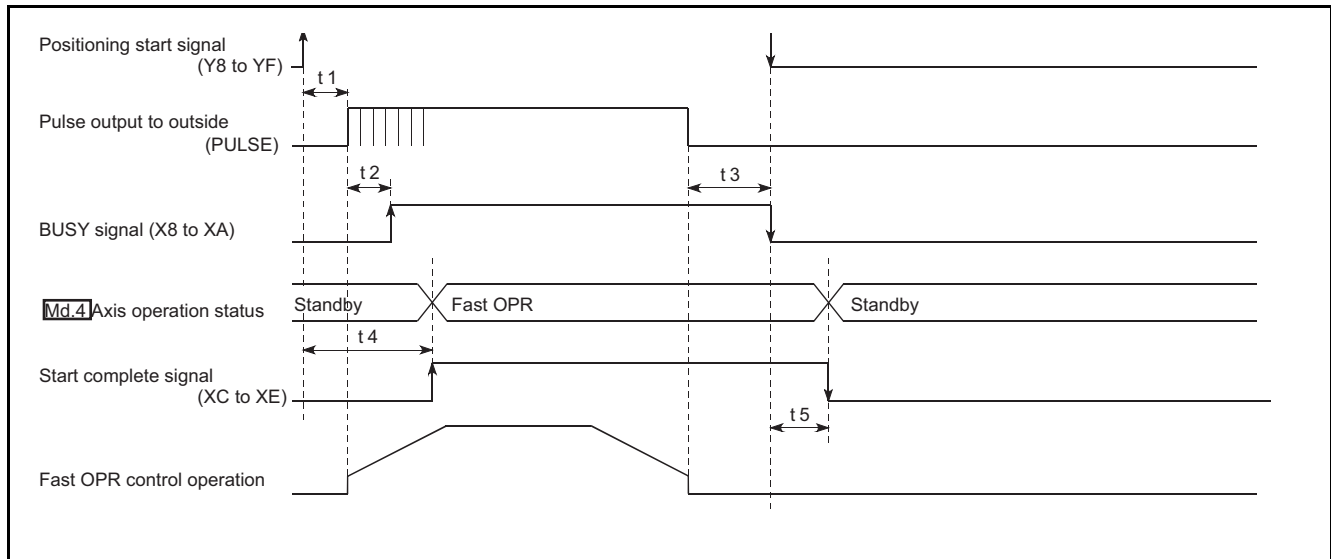 Positioning start signal
(Y8 to YF)
t 1
Pulse output to outside
(PULSE)
t 2
t 3
BUSY signal (X8 to XA)
Md.4 Axis operation status
Standby
Fast OPR
Standby
t 4
Start complete signal
(XC to XE)
t 5
Fast OPR control operation